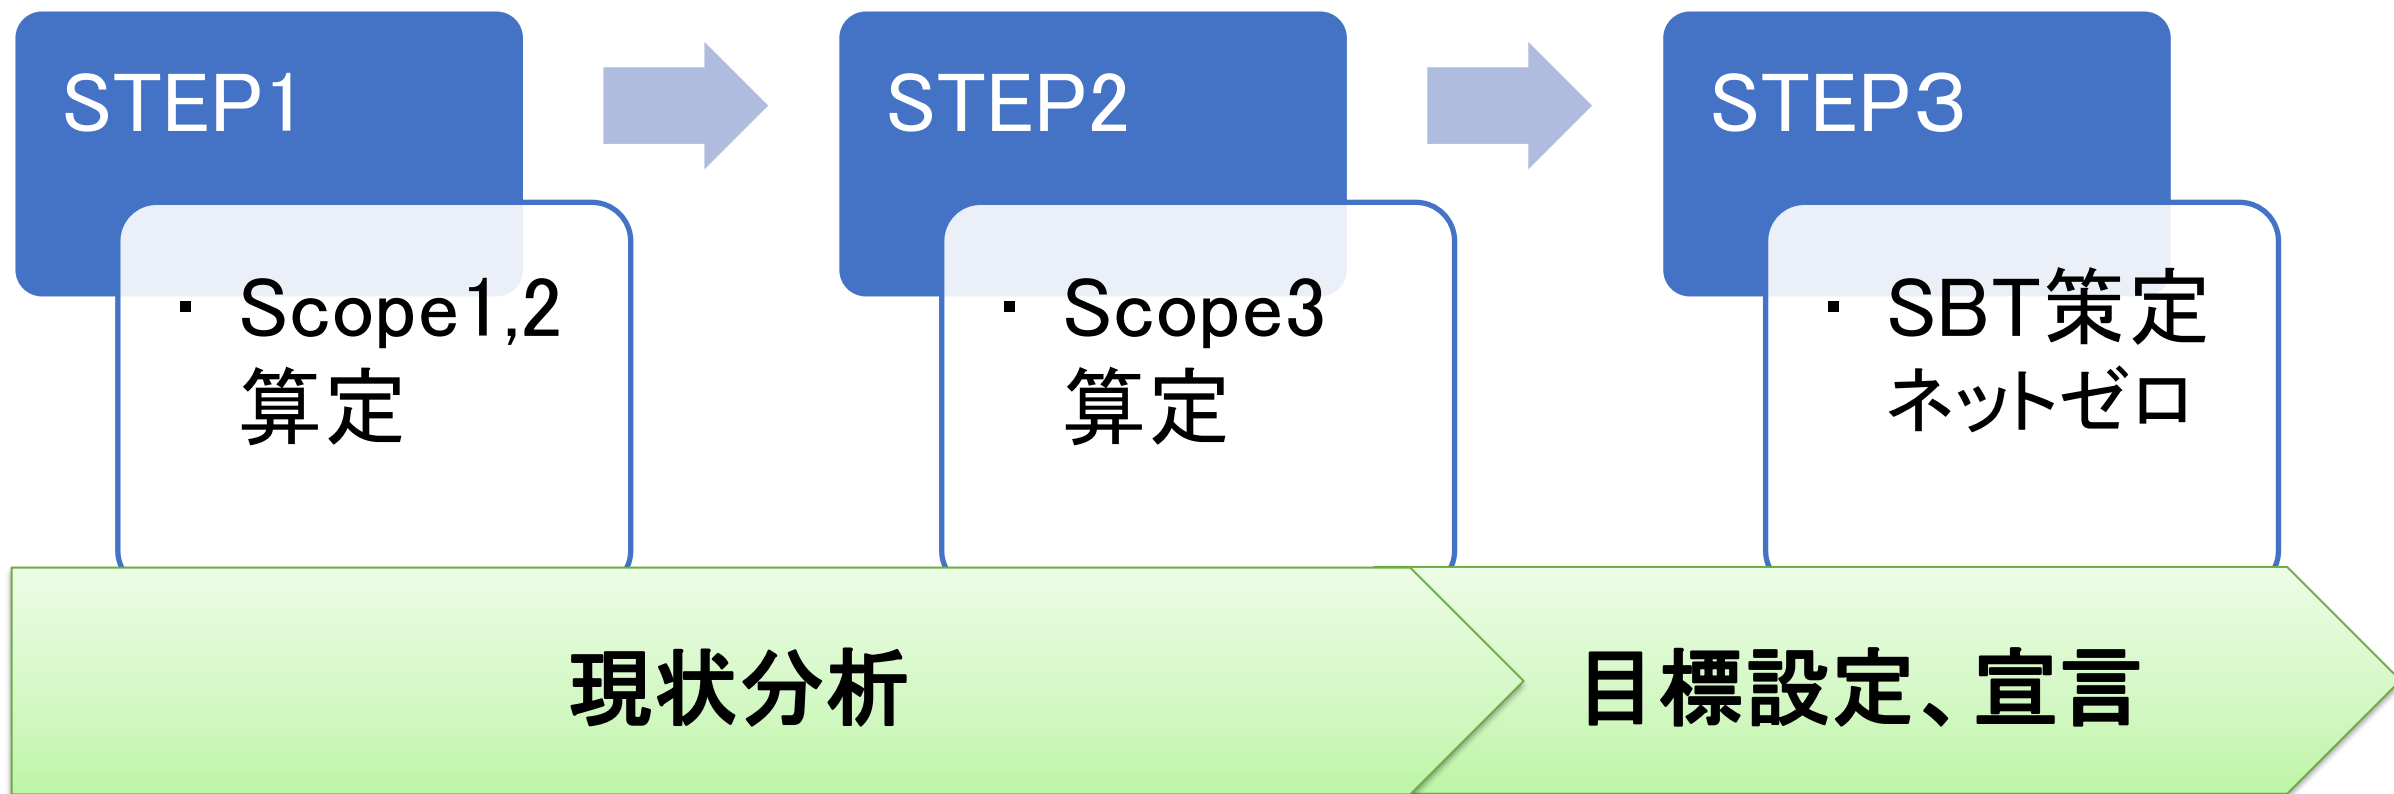 STEP1
・ Scope1,2
算定
STEP2
・ Scope3
算定
STEP3
・ SBT策定
ネットゼロ
現状分析
目標設定、宣言